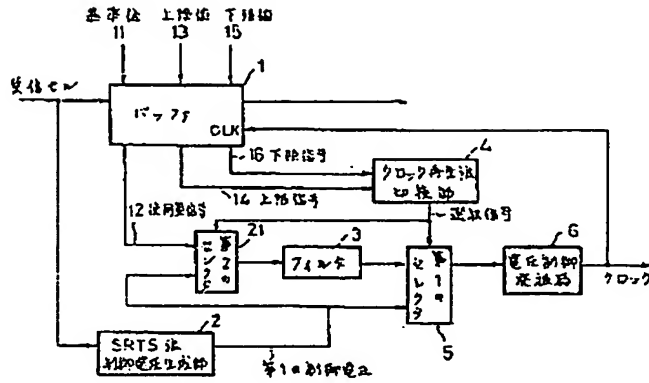 基準値 上限値 下限値
11 13 15
受信セル
1
バッファ
CLK
16 下限信号
14 上限信号
12 使用量信号
4
クロック再生法
切換部
選択信号
21
第2の
セレクタ
3
フィルタ
第1の
セレクタ
5
6
電圧制御
発振器
クロック
2
SRTS法
制御電圧生成部
第1の制御電圧